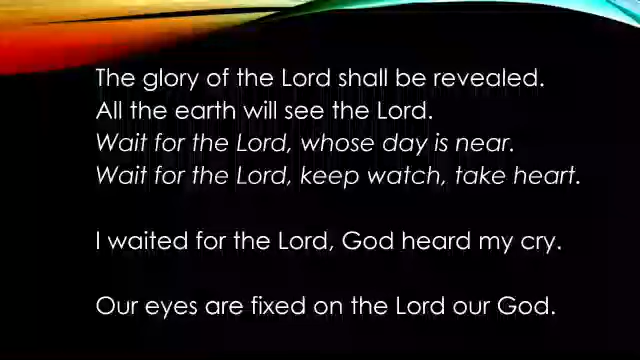 The glory of the Lord shall be revealed.
All the earth will see the Lord.
Wait for the Lord, whose day is near.
Wait for the Lord, keep watch, take heart.
I waited for the Lord, God heard my cry.
Our eyes are fixed on the Lord our God.